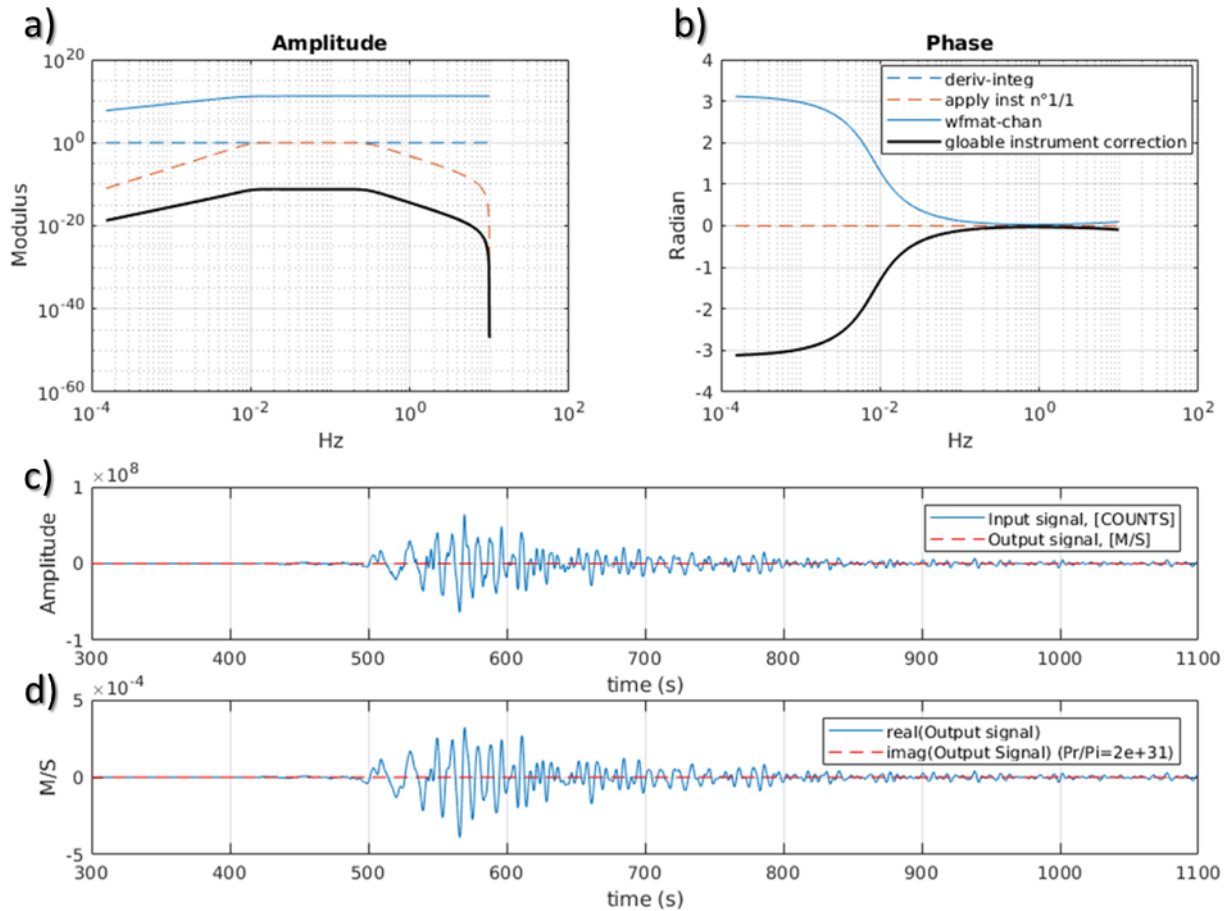 a)
Amplitude
10^20
10^0
10^-20
10^-40
10^-60
Modulus
10^-4
10^-2
10^0
10^2
Hz
b)
Phase
4
3
2
1
0
-1
-2
-3
-4
Radian
deriv-integ
apply inst n°1/1
wfmat-chan
gloable instrument correction
10^-4
10^-2
10^0
10^2
Hz
c)
×10^8
1
0
-1
Amplitude
Input signal, [COUNTS]
Output signal, [M/S]
300 400 500 600 700 800 900 1000 1100
time (s)
d)
×10^-4
5
0
-5
M/S
real(Output signal)
imag(Output Signal) (Pr/Pi=2e+31)
300 400 500 600 700 800 900 1000 1100
time (s)